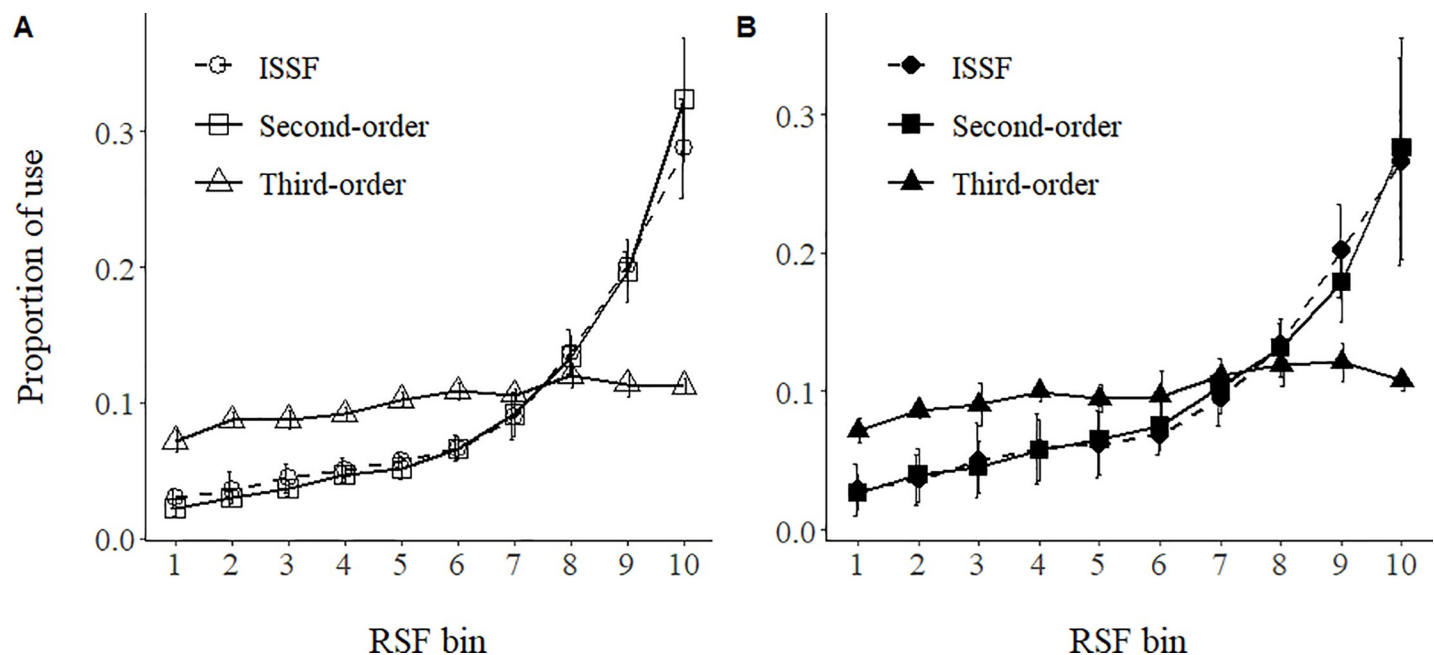 A
ISSF
Second-order
Third-order
Proportion of use
0.3
0.2
0.1
0.0
1 2 3 4 5 6 7 8 9 10
RSF bin
B
ISSF
Second-order
Third-order
0.3
0.2
0.1
0.0
1 2 3 4 5 6 7 8 9 10
RSF bin